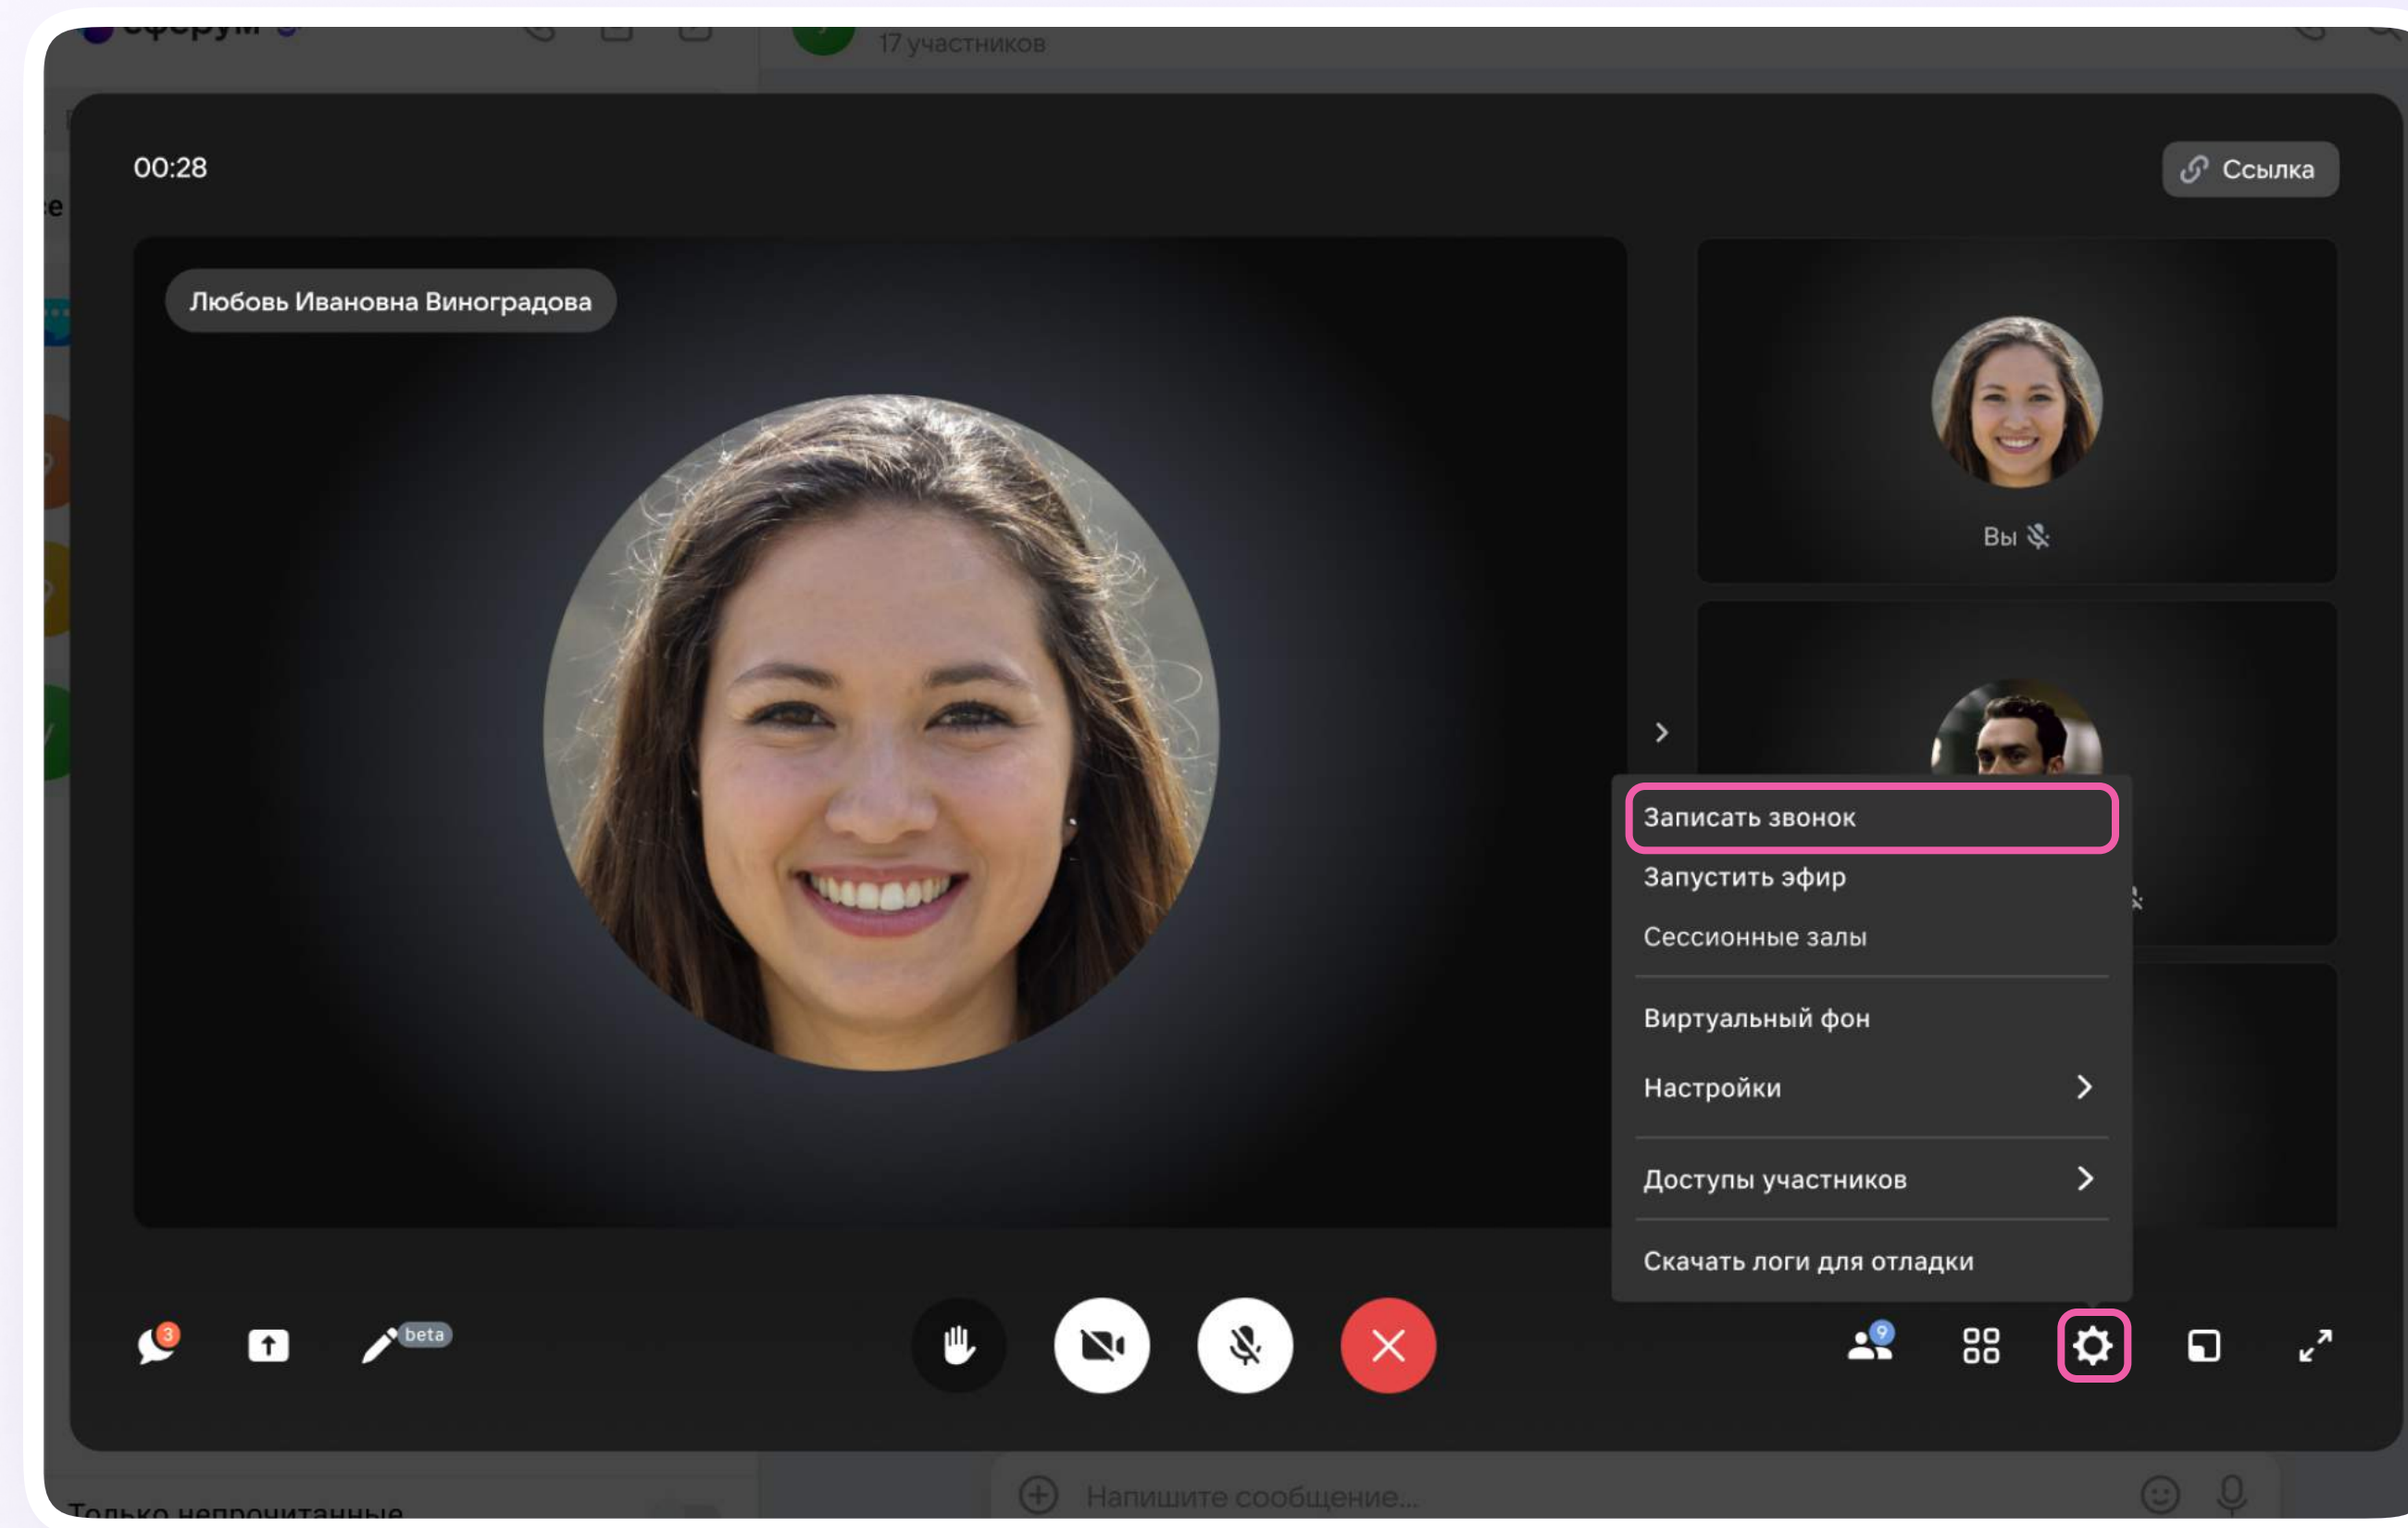 сферум
17 участников
00:28
Ссылка
Любовь Ивановна Виноградова
Вы
Записать звонок
Запустить эфир
Сессионные залы
Виртуальный фон
Настройки
Доступы участников
Скачать логи для отладки
3
beta
9
Напишите сообщение...
Только непрочитанные